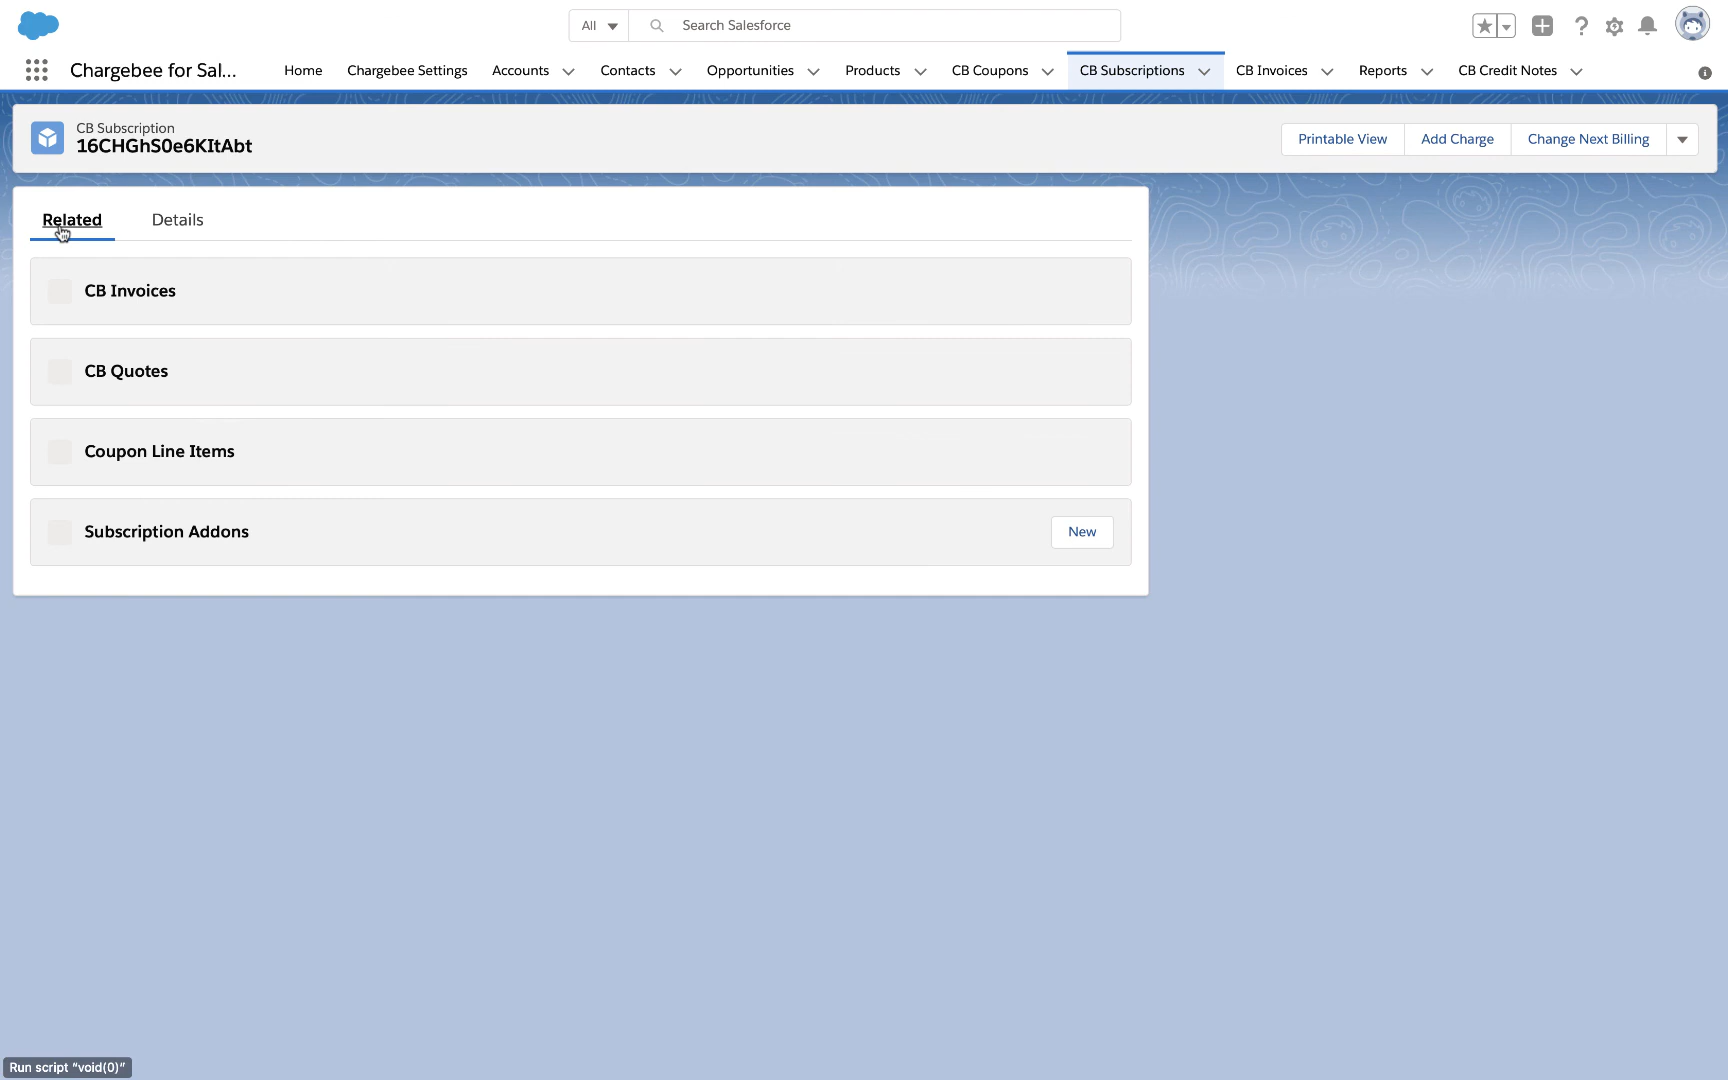 All
Search Salesforce
Chargebee for Sal...
Home
Chargebee Settings
Accounts
Contacts
Opportunities
Products
CB Coupons
CB Subscriptions
CB Invoices
Reports
CB Credit Notes
CB Subscription
16CHGhS0e6KItAbt
Printable View
Add Charge
Change Next Billing
Related
Details
CB Invoices
CB Quotes
Coupon Line Items
Subscription Addons
New
Run script "void(0)"